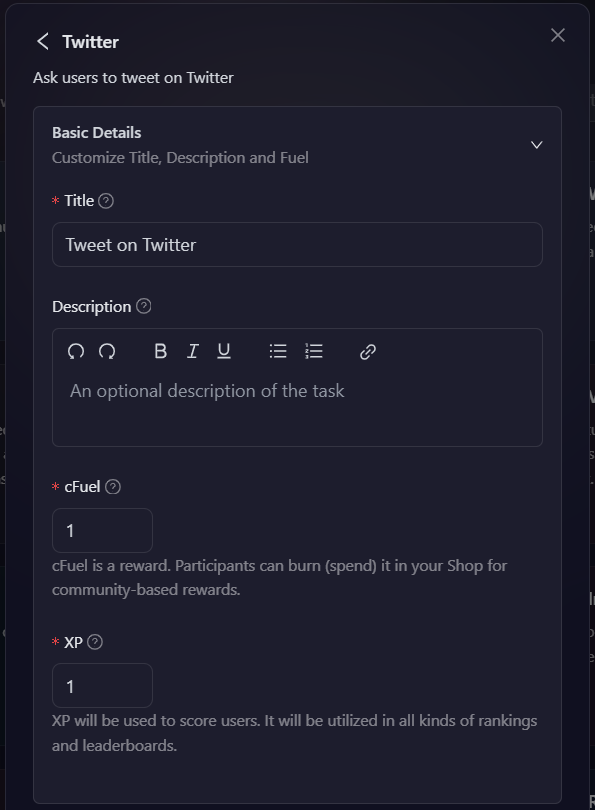 Twitter
Ask users to tweet on Twitter
Basic Details
Customize Title, Description and Fuel
* Title
Tweet on Twitter
Description
B I U
An optional description of the task
* cFuel
1
cFuel is a reward. Participants can burn (spend) it in your Shop for
community-based rewards.
* XP
1
XP will be used to score users. It will be utilized in all kinds of rankings
and leaderboards.